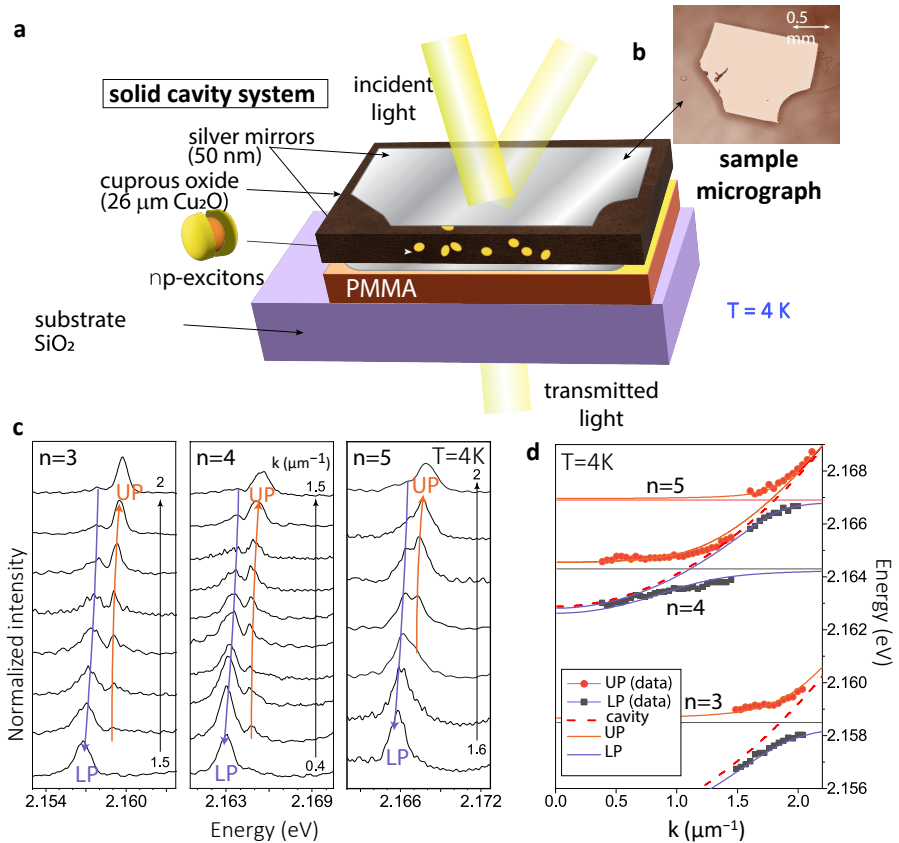 a
b
0.5
mm
solid cavity system
incident
light
silver mirrors
(50 nm)
cuprous oxide
(26 μm Cu₂O)
sample
micrograph
np-excitons
PMMA
T = 4 K
substrate
SiO₂
transmitted
light
c
n=3
2
UP
LP
1.5
2.154
2.160
n=4
k (μm⁻¹)
1.5
UP
LP
0.4
2.163
2.169
n=5
T=4K
2
UP
LP
1.6
2.166
2.172
Normalized intensity
Energy (eV)
d
T=4K
n=5
n=4
n=3
UP (data)
LP (data)
cavity
UP
LP
2.168
2.166
2.164
2.162
2.160
2.158
2.156
Energy (eV)
0.0
0.5
1.0
1.5
2.0
k (μm⁻¹)